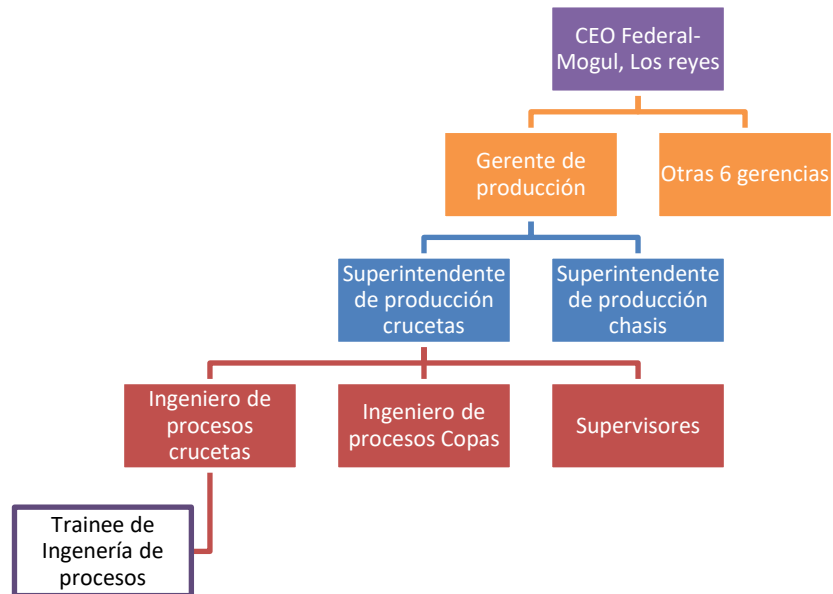 CEO Federal-
Mogul, Los reyes
Gerente de
producción
Otras 6 gerencias
Superintendente
de producción
crucetas
Superintendente
de producción
chasis
Ingeniero de
procesos
crucetas
Ingeniero de
procesos Copas
Supervisores
Trainee de
Ingenería de
procesos